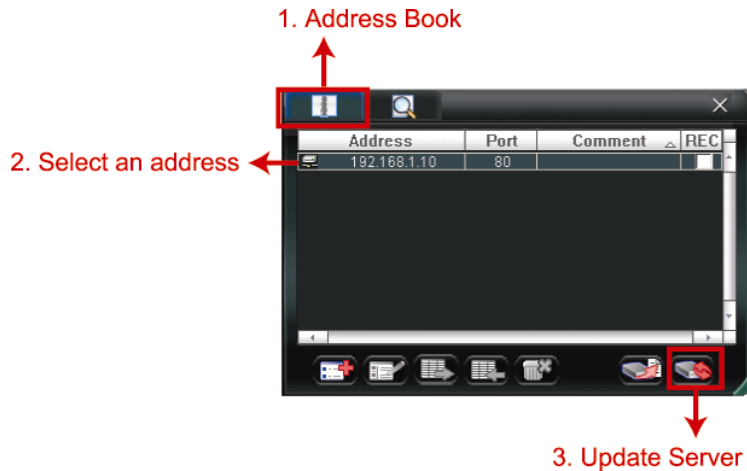 1. Address Book
Address Port Comment REC
2. Select an address
192.168.1.10 80
3. Update Server